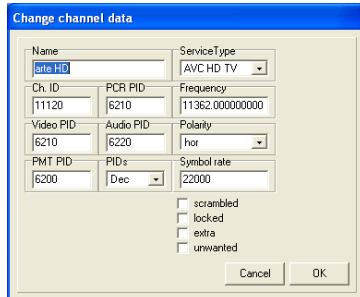 Change channel data
Name ServiceType
arte HD AVC HD TV
Ch. ID PCR PID Frequency
11120 6210 11362.000000000
Video PID Audio PID Polarity
6210 6220 hor
PMT PID PIDs Symbol rate
6200 Dec 22000
scrambled
locked
extra
unwanted
Cancel OK